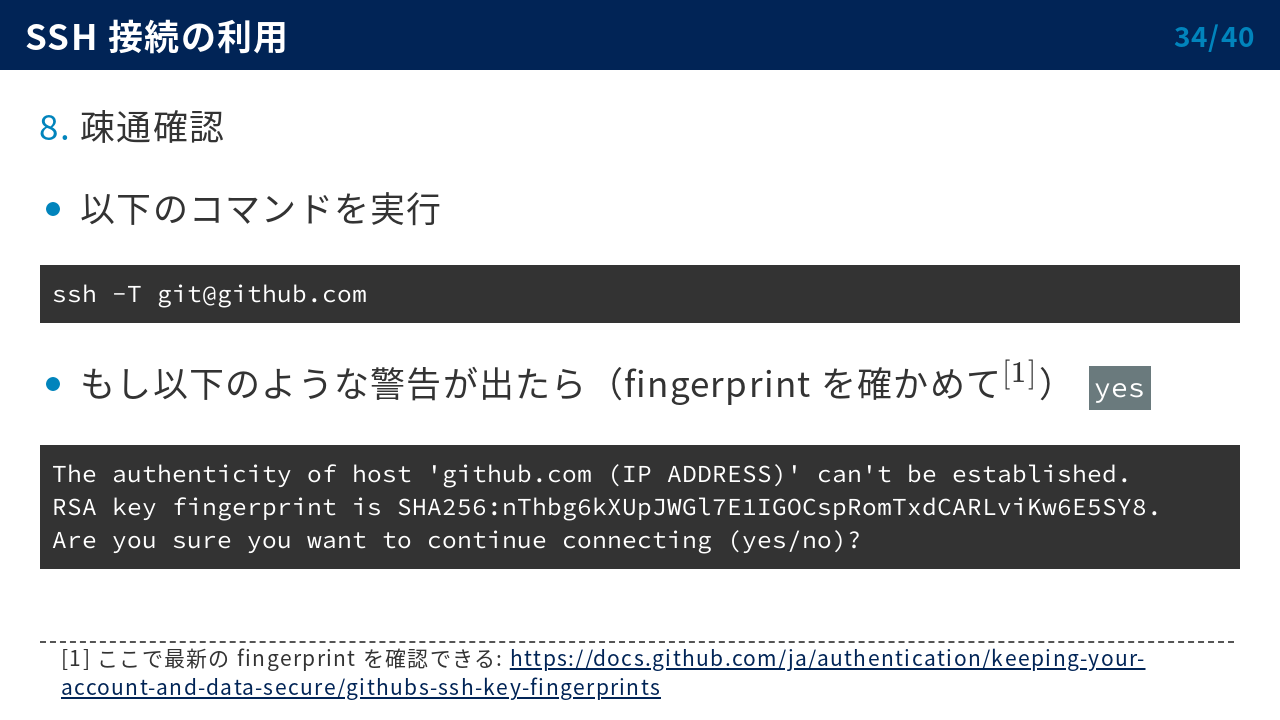 SSH 接続の利用
34/40
8. 疎通確認
• 以下のコマンドを実行
ssh -T git@github.com
• もし以下のような警告が出たら（fingerprint を確かめて[1]） yes
The authenticity of host 'github.com (IP ADDRESS)' can't be established.
RSA key fingerprint is SHA256:nThbg6kXUpJWGl7E1IGOCspRomTxdCARLviKw6E5SY8.
Are you sure you want to continue connecting (yes/no)?
[1] ここで最新の fingerprint を確認できる: https://docs.github.com/ja/authentication/keeping-your-
account-and-data-secure/githubs-ssh-key-fingerprints